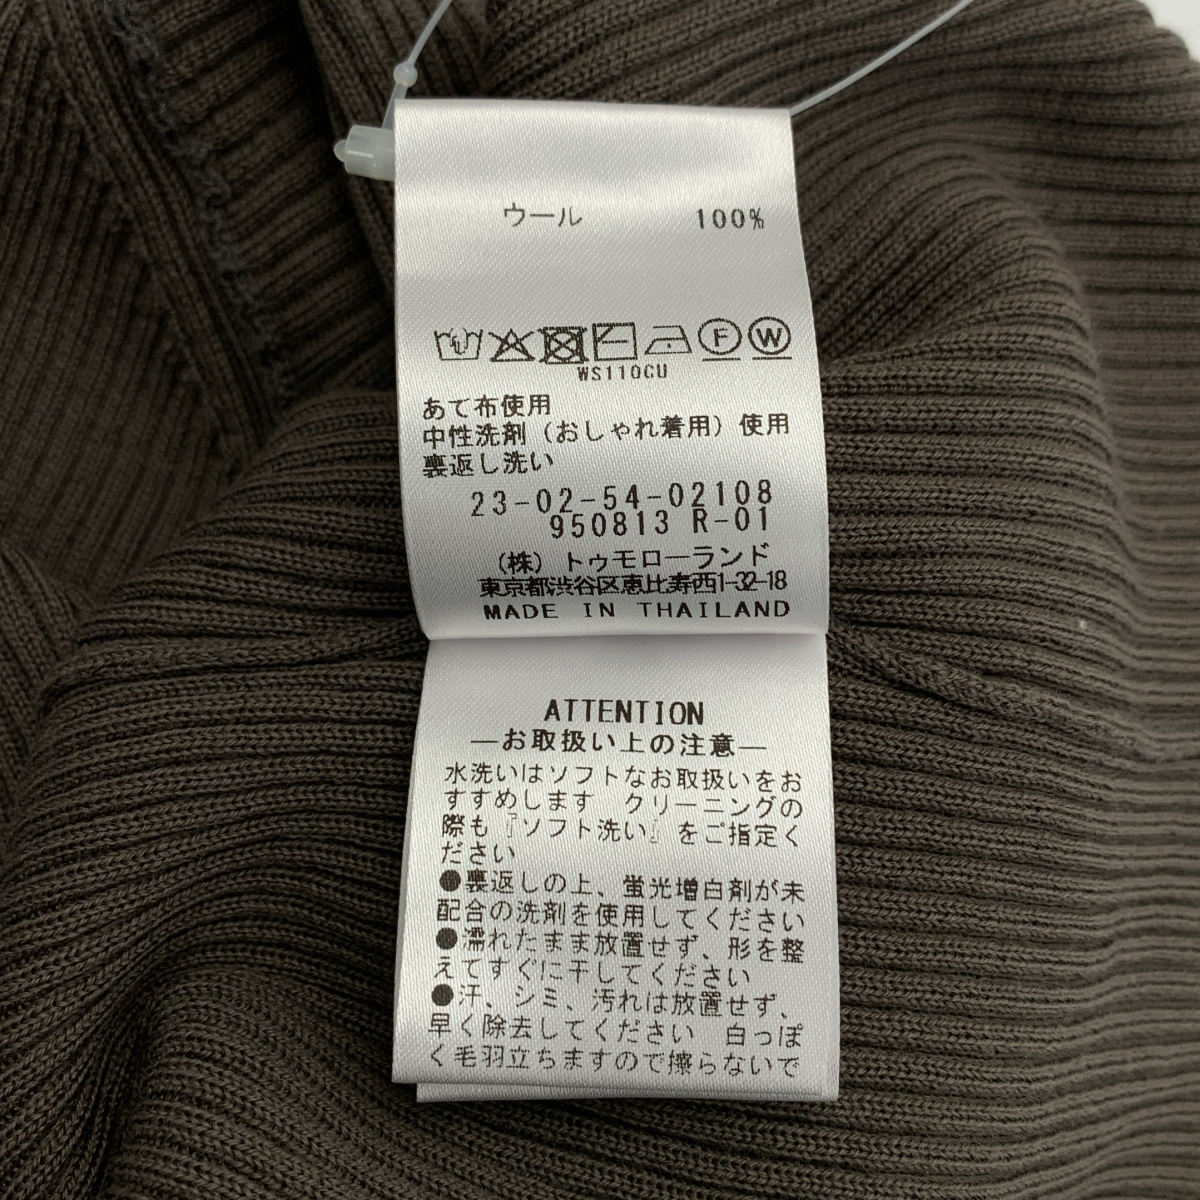 ウール 100%
F W
WS110CU
あて布使用
中性洗剤（おしゃれ着用）使用
裏返し洗い
23-02-54-02108
950813 R-01
（株）トゥモローランド
東京都渋谷区恵比寿西1-32-18
MADE IN THAILAND
ATTENTION
―お取扱い上の注意―
水洗いはソフトなお取扱いをお
すすめします クリーニングの
際も『ソフト洗い』をご指定く
ださい
●裏返しの上、蛍光増白剤が未
配合の洗剤を使用してください
●濡れたまま放置せず、形を整
えてすぐに干してください
●汗、シミ、汚れは放置せず、
早く除去してください 白っぽ
く毛羽立ちますので擦らないで